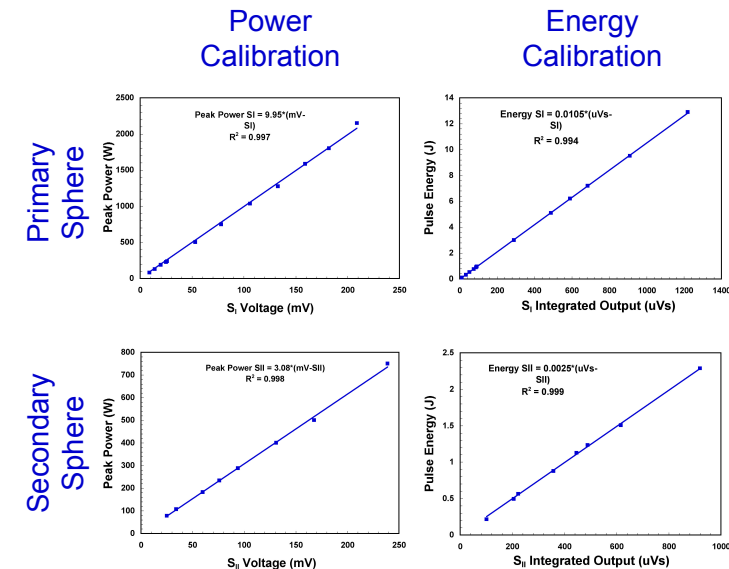 Power
Calibration
Energy
Calibration
Primary
Sphere
Peak Power (W)
2500
2000
1500
1000
500
0
Peak Power SI = 9.95*(mV-
SI)
R² = 0.997
0 50 100 150 200 250
S_I Voltage (mV)
Pulse Energy (J)
14
12
10
8
6
4
2
0
Energy SI = 0.0105*(uVs-
SI)
R² = 0.994
0 200 400 600 800 1000 1200 1400
S_I Integrated Output (uVs)
Secondary
Sphere
Peak Power (W)
800
700
600
500
400
300
200
100
0
Peak Power SII = 3.08*(mV-SII)
R² = 0.998
0 50 100 150 200 250
S_II Voltage (mV)
Pulse Energy (J)
2.5
2
1.5
1
0.5
0
Energy SII = 0.0025*(uVs-
SII)
R² = 0.999
0 200 400 600 800 1000
S_II Integrated Output (uVs)